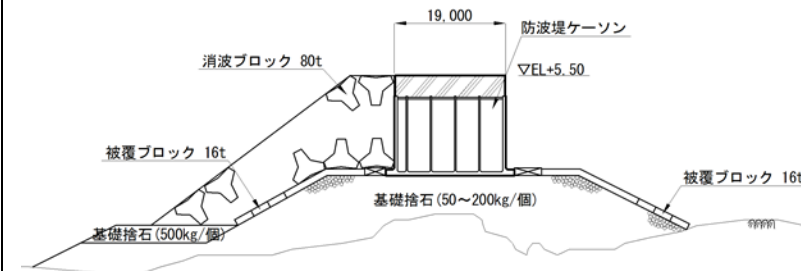 19,000
防波堤ケーソン
消波ブロック 80t
▽EL+5.50
被覆ブロック 16t
被覆ブロック 16t
基礎捨石(50～200kg/個)
基礎捨石(500kg/個)